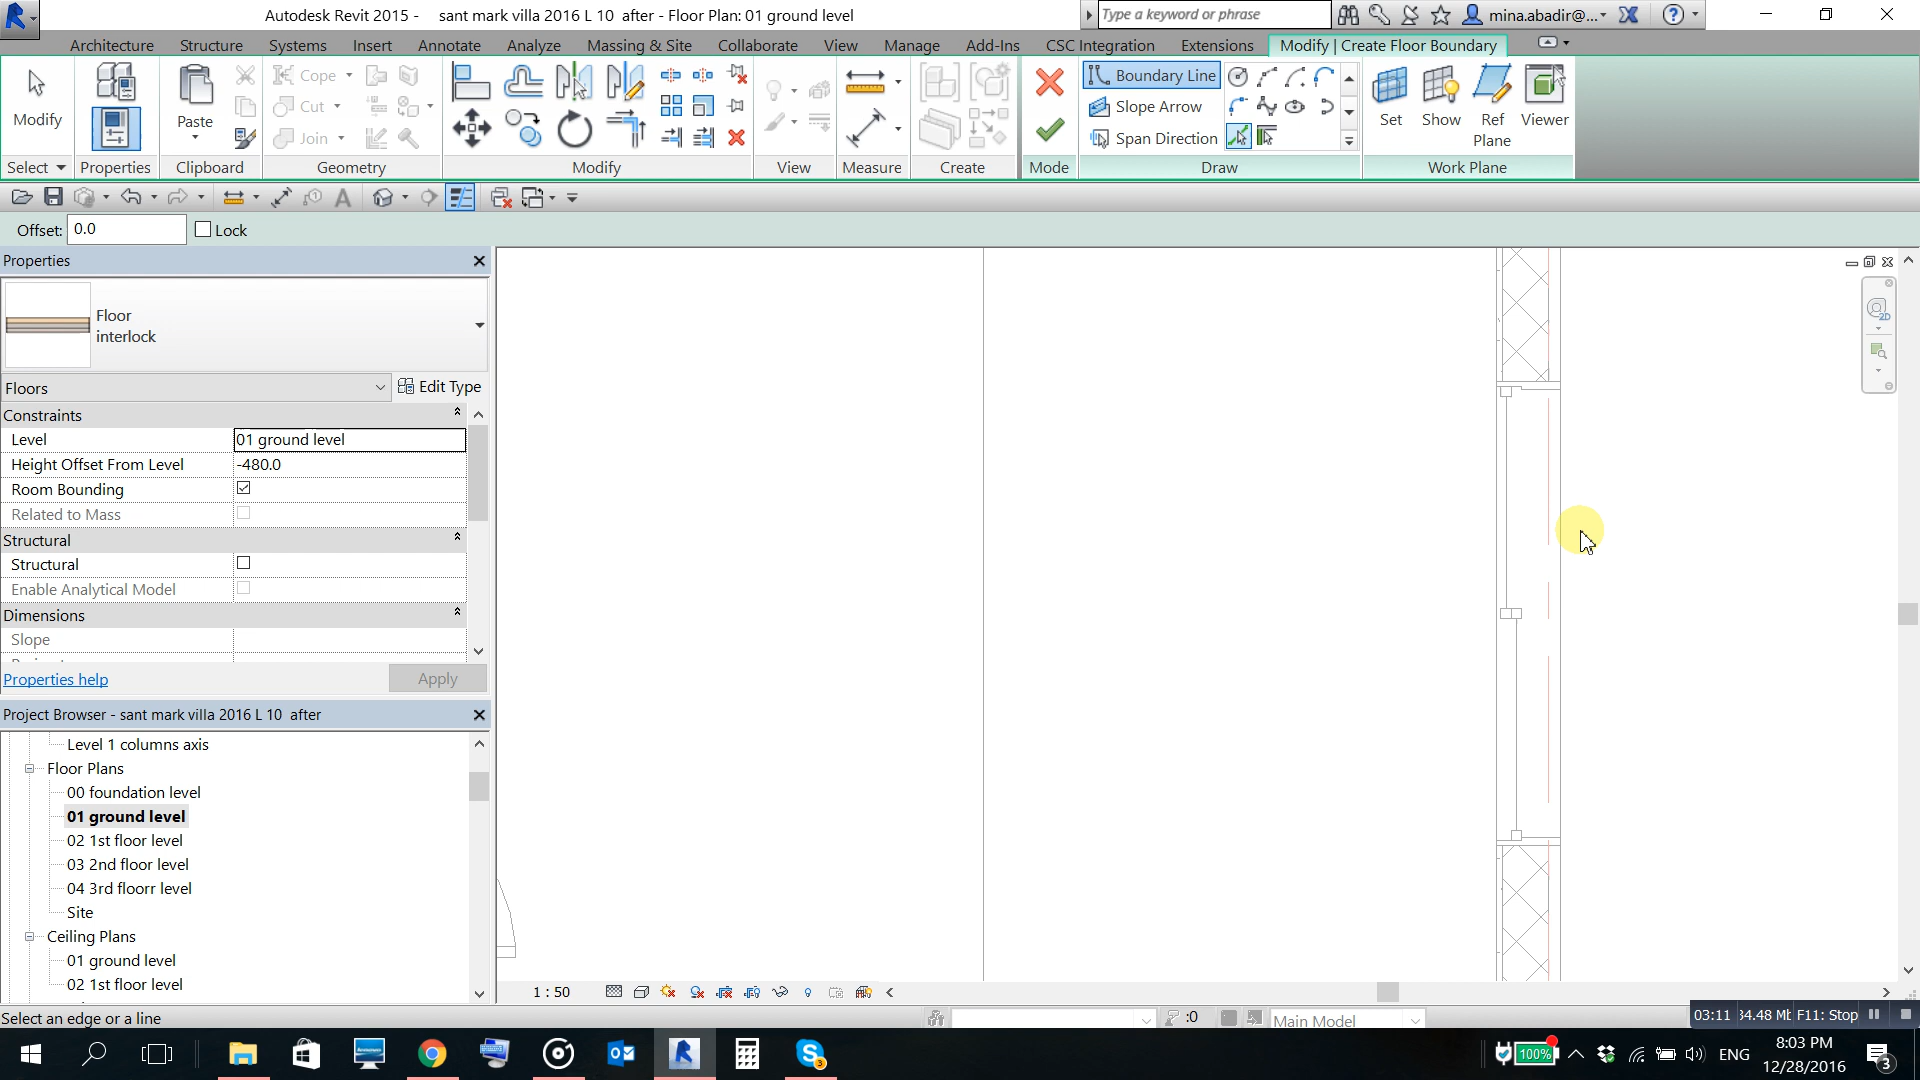 Autodesk Revit 2015 - sant mark villa 2016 L 10 after - Floor Plan: 01 ground level
Type a keyword or phrase
mina.abadir@...
Architecture Structure Systems Insert Annotate Analyze Massing & Site Collaborate View Manage Add-Ins CSC Integration Extensions Modify | Create Floor Boundary
Modify
Paste
Cope
Cut
Join
Boundary Line
Slope Arrow
Span Direction
Set
Show
Ref
Plane
Viewer
Select Properties Clipboard Geometry Modify View Measure Create Mode Draw Work Plane
Offset: 0.0 Lock
Properties
Floor
interlock
Floors Edit Type
Constraints
Level 01 ground level
Height Offset From Level -480.0
Room Bounding
Related to Mass
Structural
Structural
Enable Analytical Model
Dimensions
Slope
Properties help Apply
Project Browser - sant mark villa 2016 L 10 after
Level 1 columns axis
Floor Plans
00 foundation level
01 ground level
02 1st floor level
03 2nd floor level
04 3rd floorr level
Site
Ceiling Plans
01 ground level
02 1st floor level
2D
1 : 50
Select an edge or a line
:0
Main Model
03:11 34.48 Mb F11: Stop
100%
ENG
8:03 PM
12/28/2016
3
3